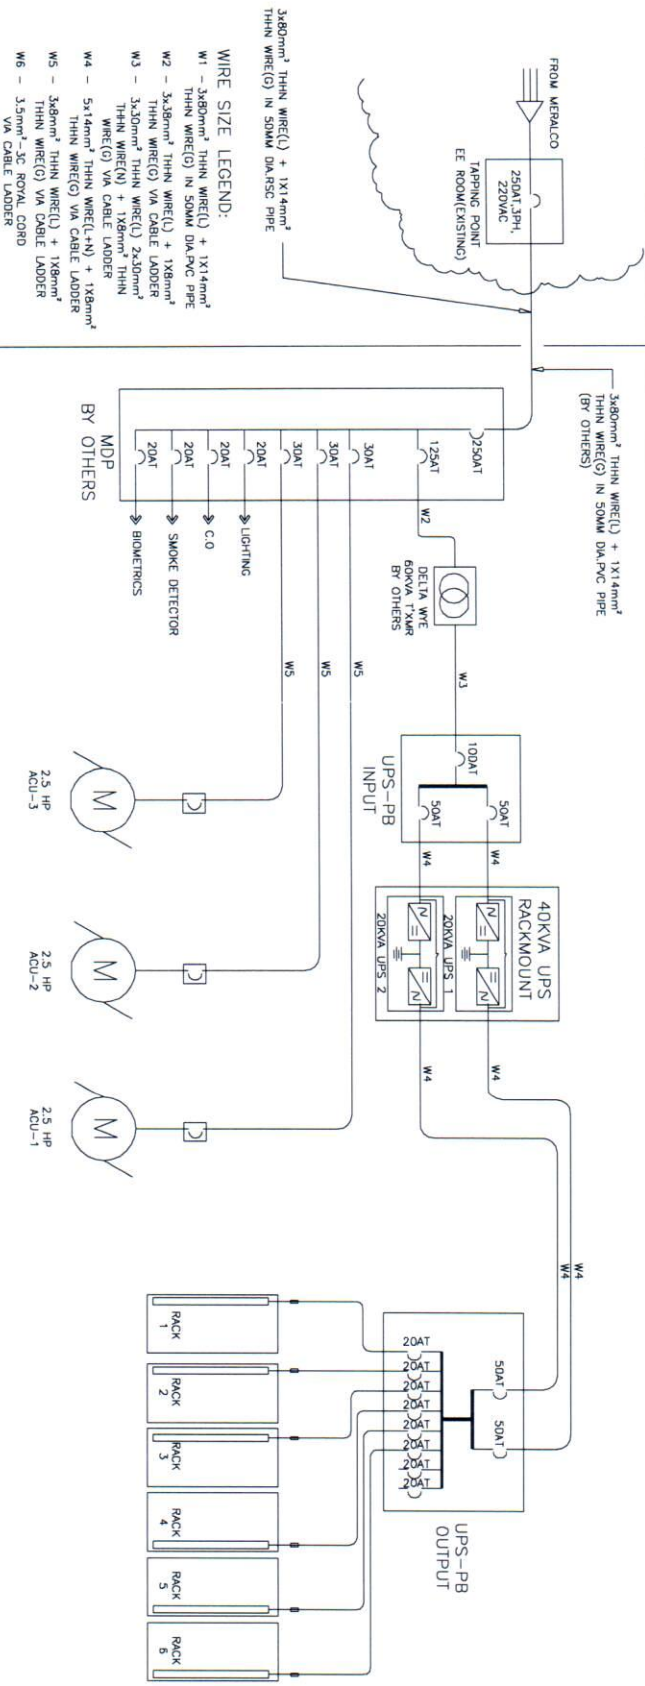 FROM MERALCO
250AT,3PH,
220VAC
TAPPING POINT
EE ROOM(EXISTING)
3x80mm² THHN WIRE(L) + 1X14mm²
THHN WIRE(G) IN 50MM DIA.RSC PIPE
3x80mm² THHN WIRE(L) + 1X14mm²
THHN WIRE(G) IN 50MM DIA.PVC PIPE
(BY OTHERS)
WIRE SIZE LEGEND:
W1 - 3x80mm² THHN WIRE(L) + 1X14mm²
THHN WIRE(G) IN 50MM DIA.PVC PIPE
W2 - 3x38mm² THHN WIRE(L) + 1X8mm²
THHN WIRE(G) VIA CABLE LADDER
W3 - 3x30mm² THHN WIRE(L) 2x30mm²
THHN WIRE(N) + 1X8mm² THHN
WIRE(G) VIA CABLE LADDER
W4 - 5x14mm² THHN WIRE(L+N) + 1X8mm²
THHN WIRE(G) VIA CABLE LADDER
W5 - 3x8mm² THHN WIRE(L) + 1X8mm²
THHN WIRE(G) VIA CABLE LADDER
W6 - 3.5mm²-3C ROYAL CORD
VIA CABLE LADDER
250AT
125AT
30AT
30AT
30AT
20AT
20AT
20AT
20AT
MDP
BY OTHERS
LIGHTING
C.O
SMOKE DETECTOR
BIOMETRICS
W2
DELTA WYE
60KVA T'XMR
BY OTHERS
W3
W5
W5
W5
100AT
50AT
50AT
UPS-PB
INPUT
W4
W4
40KVA UPS
RACKMOUNT
20KVA UPS 1
20KVA UPS 2
W4
W4
W4
W4
2.5 HP
ACU-3
M
2.5 HP
ACU-2
M
2.5 HP
ACU-1
M
50AT
50AT
20AT
20AT
20AT
20AT
20AT
20AT
20AT
20AT
UPS-PB
OUTPUT
RACK
1
RACK
2
RACK
3
RACK
4
RACK
5
RACK
6